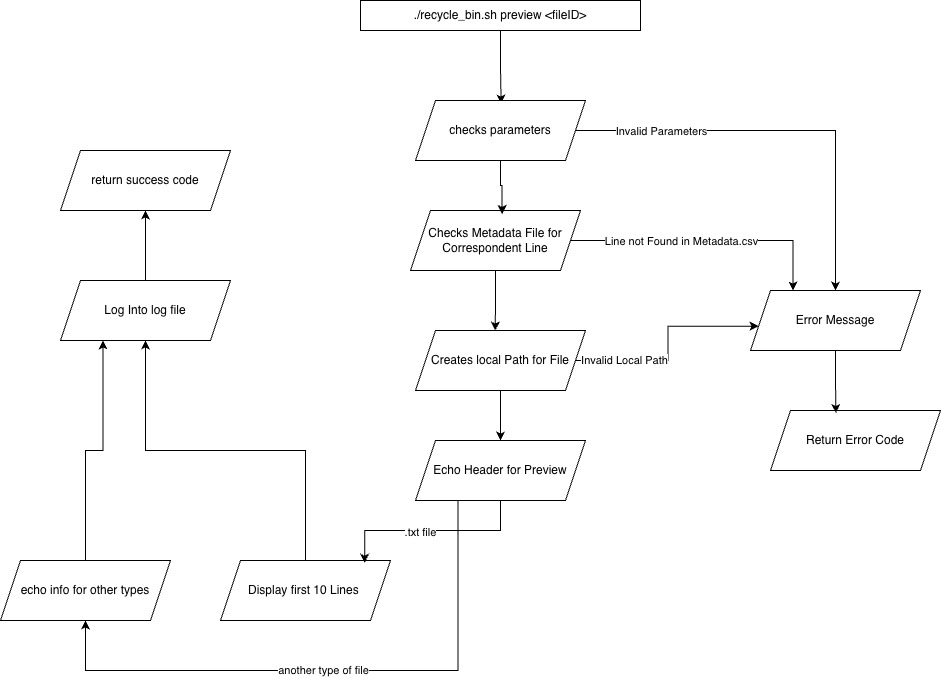 ./recycle_bin.sh preview <fileID>
checks parameters
Invalid Parameters
return success code
Checks Metadata File for
Correspondent Line
Line not Found in Metadata.csv
Log Into log file
Error Message
Creates local Path for File
Invalid Local Path
Return Error Code
Echo Header for Preview
.txt file
echo info for other types
Display first 10 Lines
another type of file